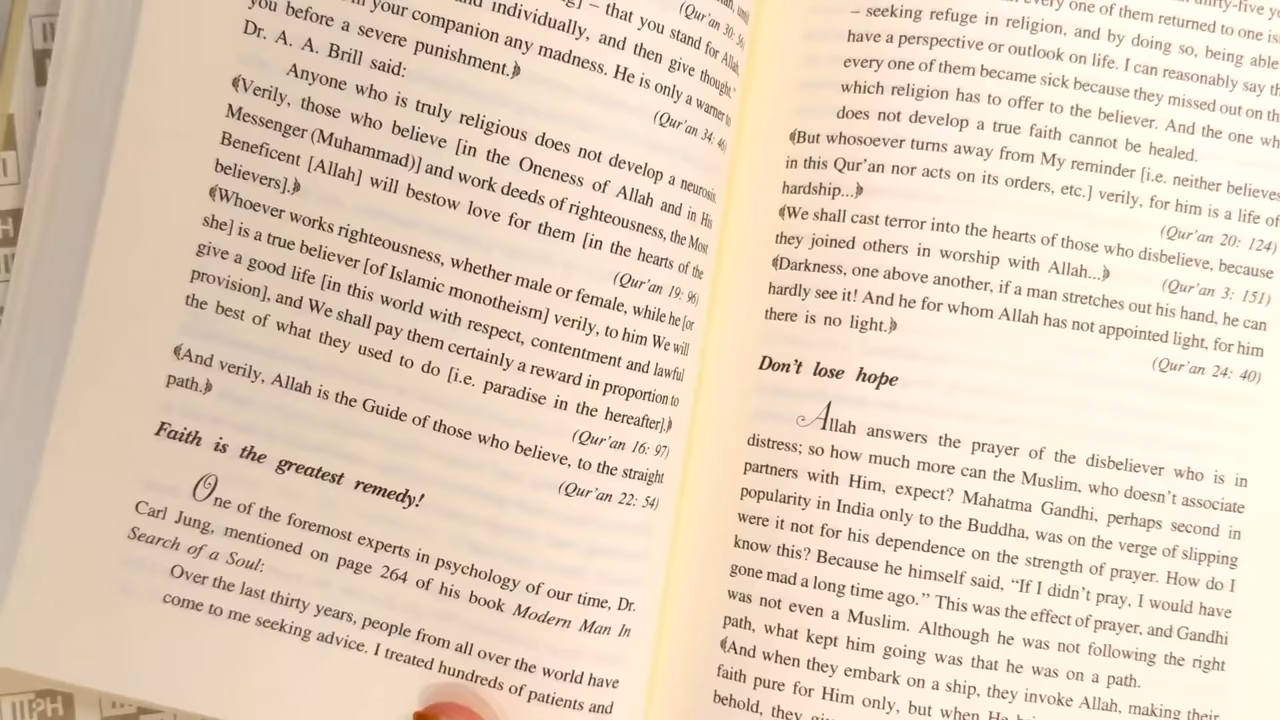 (Qur'an 30: 56)
individually, and then give thought.
ng] – that you stand for Allah,
in your companion any madness. He is only a warner to
you before a severe punishment.﴿
(Qur'an 34: 46)
Dr. A. A. Brill said:
Anyone who is truly religious does not develop a neurosis.
﴾Verily, those who believe [in the Oneness of Allah and in His
Messenger (Muhammad)] and work deeds of righteousness, the Most
Beneficent [Allah] will bestow love for them [in the hearts of the
believers].﴿
(Qur'an 19: 96)
﴾Whoever works righteousness, whether male or female, while he [or
she] is a true believer [of Islamic monotheism] verily, to him We will
give a good life [in this world with respect, contentment and lawful
provision], and We shall pay them certainly a reward in proportion to
the best of what they used to do [i.e. paradise in the hereafter].﴿
(Qur'an 16: 97)
﴾And verily, Allah is the Guide of those who believe, to the straight
path.﴿
(Qur'an 22: 54)
Faith is the greatest remedy!
One of the foremost experts in psychology of our time, Dr.
Carl Jung, mentioned on page 264 of his book Modern Man In
Search of a Soul:
Over the last thirty years, people from all over the world have
come to me seeking advice. I treated hundreds of patients and
every one of them returned to one is
– seeking refuge in religion, and by doing so, being able
have a perspective or outlook on life. I can reasonably say th
every one of them became sick because they missed out on th
which religion has to offer to the believer. And the one wh
does not develop a true faith cannot be healed.
﴾But whosoever turns away from My reminder [i.e. neither believes
in this Qur'an nor acts on its orders, etc.] verily, for him is a life of
hardship...﴿
(Qur'an 20: 124)
﴾We shall cast terror into the hearts of those who disbelieve, because
they joined others in worship with Allah...﴿
(Qur'an 3: 151)
﴾Darkness, one above another, if a man stretches out his hand, he can
hardly see it! And he for whom Allah has not appointed light, for him
there is no light.﴿
(Qur'an 24: 40)
Don't lose hope
Allah answers the prayer of the disbeliever who is in
distress; so how much more can the Muslim, who doesn't associate
partners with Him, expect? Mahatma Gandhi, perhaps second in
popularity in India only to the Buddha, was on the verge of slipping
were it not for his dependence on the strength of prayer. How do I
know this? Because he himself said, "If I didn't pray, I would have
gone mad a long time ago." This was the effect of prayer, and Gandhi
was not even a Muslim. Although he was not following the right
path, what kept him going was that he was on a path.
﴾And when they embark on a ship, they invoke Allah, making their
faith pure for Him only, but when He
behold, they